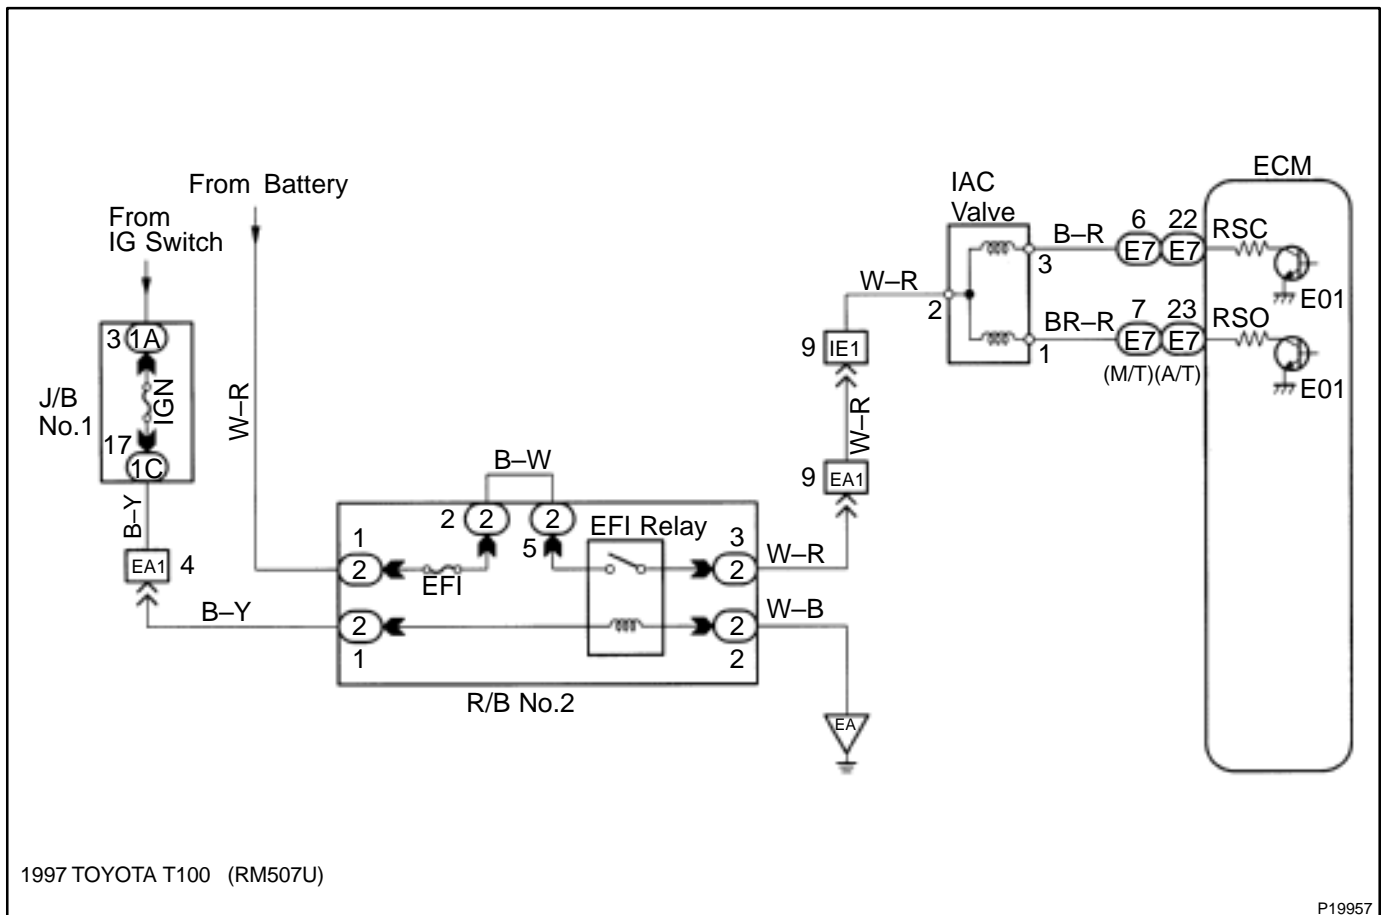 ECM
From Battery
IAC
Valve
From
IG Switch
6
22
B–R
E7
E7
RSC
3
E01
W–R
2
7
23
BR–R
E7
E7
RSO
1
(M/T)(A/T)
E01
3
1A
IGN
J/B
No.1
17
1C
W–R
9
IE1
W–R
9
EA1
B–Y
EA1
4
B–W
2
2
2
5
EFI Relay
1
2
EFI
3
2
W–R
B–Y
2
1
2
2
W–B
R/B No.2
EA
1997 TOYOTA T100 (RM507U)
P19957